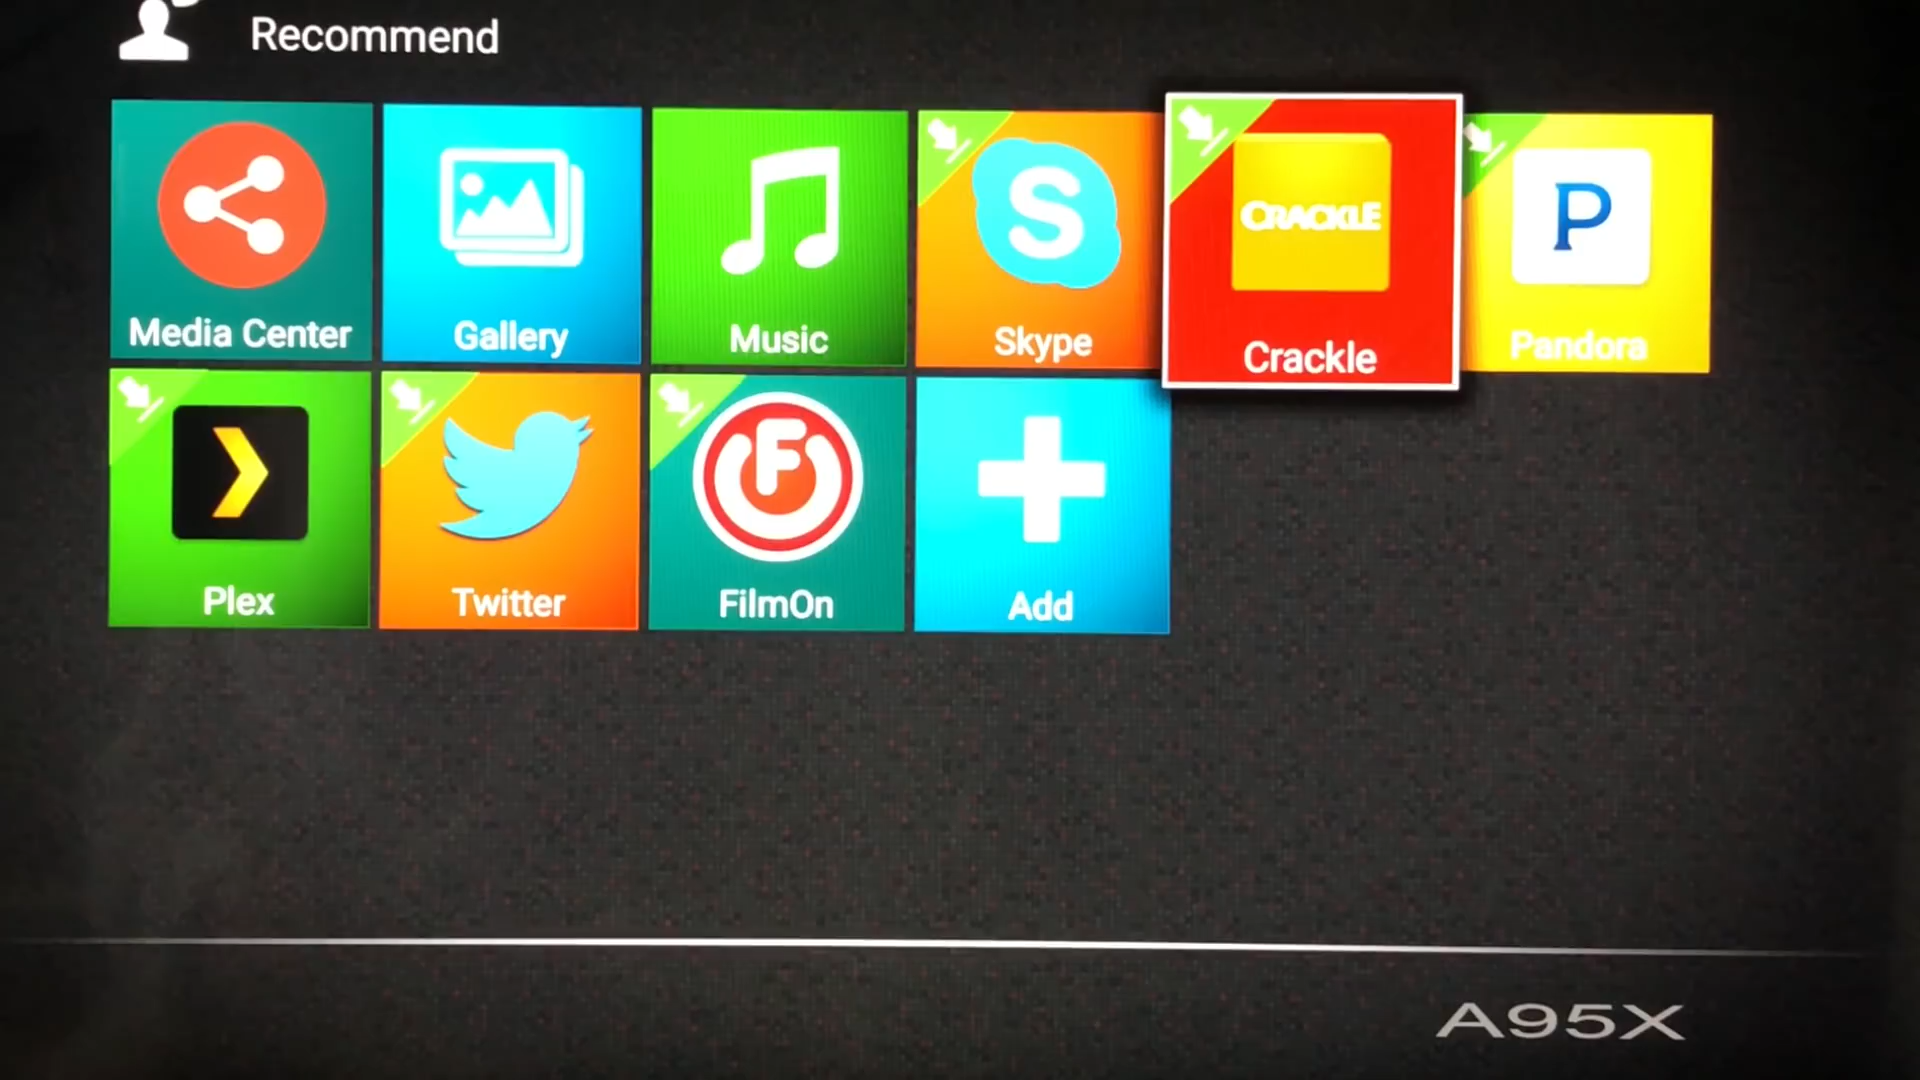 Recommend
CRACKLE
P
S
F
Media Center
Gallery
Music
Skype
Crackle
Pandora
Plex
Twitter
FilmOn
Add
A95X